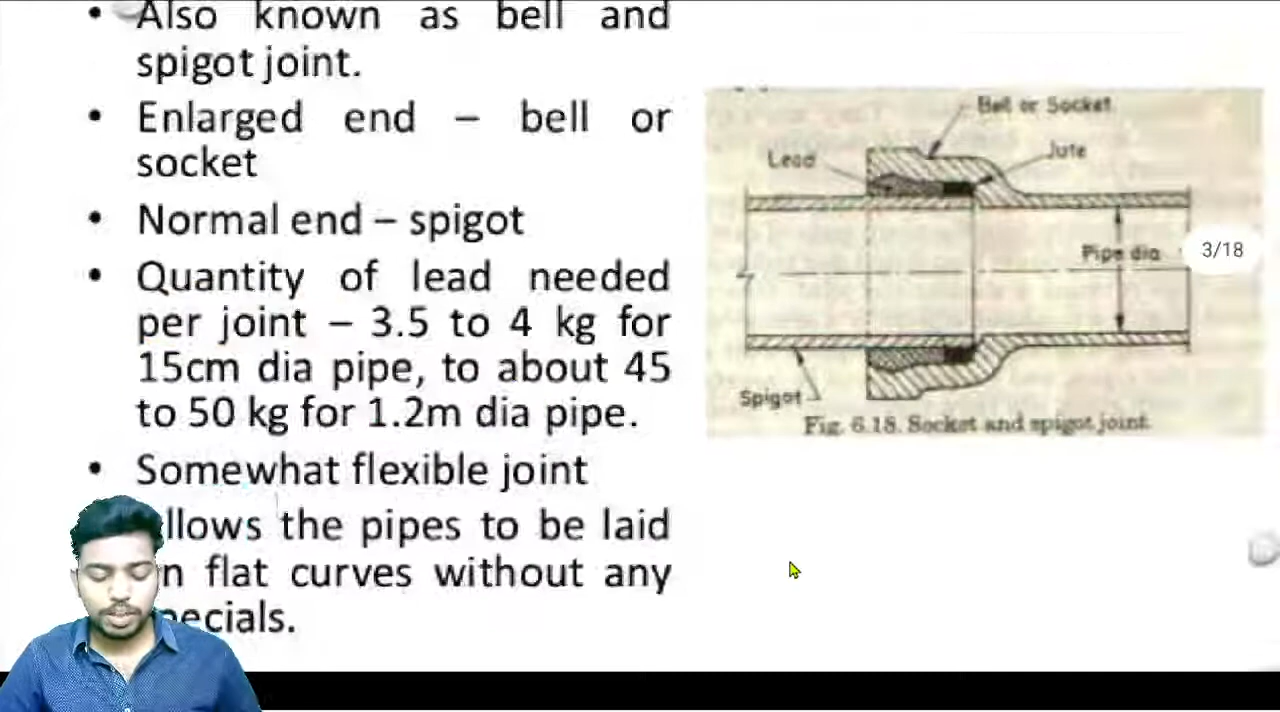 • Also known as bell and
spigot joint.
• Enlarged end – bell or
socket
• Normal end – spigot
• Quantity of lead needed
per joint – 3.5 to 4 kg for
15cm dia pipe, to about 45
to 50 kg for 1.2m dia pipe.
• Somewhat flexible joint
llows the pipes to be laid
n flat curves without any
pecials.
Bell or Socket
Lead
Jute
Pipe dia
3/18
Spigot
Fig. 6.18. Socket and spigot joint.